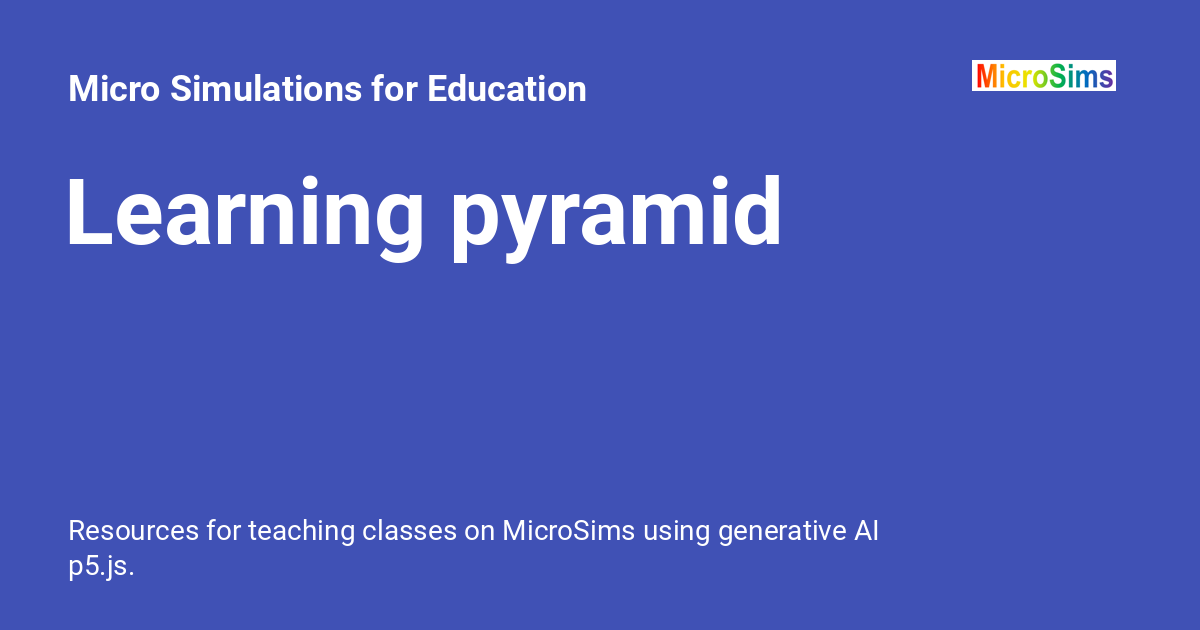 Micro Simulations for Education
MicroSims
Learning pyramid
Resources for teaching classes on MicroSims using generative AI
p5.js.